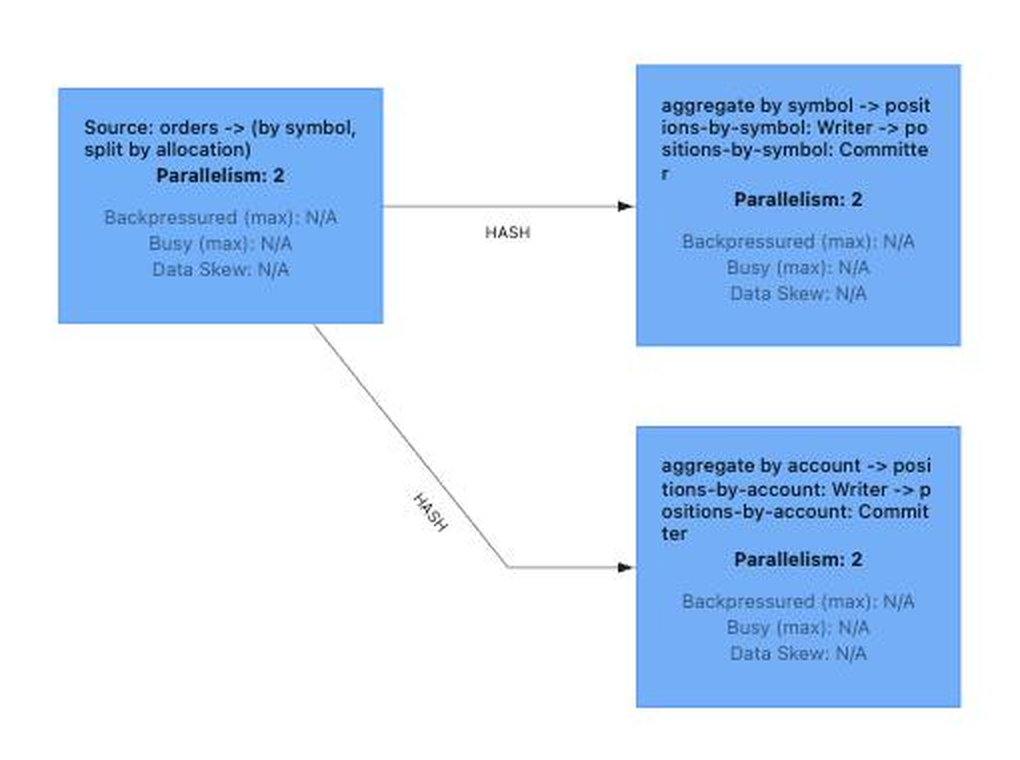 Source: orders -> (by symbol,
split by allocation)
Parallelism: 2
Backpressured (max): N/A
Busy (max): N/A
Data Skew: N/A
HASH
aggregate by symbol -> posit
ions-by-symbol: Writer -> po
sitions-by-symbol: Committe
r
Parallelism: 2
Backpressured (max): N/A
Busy (max): N/A
Data Skew: N/A
HASH
aggregate by account -> posi
tions-by-account: Writer -> p
ositions-by-account: Commit
ter
Parallelism: 2
Backpressured (max): N/A
Busy (max): N/A
Data Skew: N/A